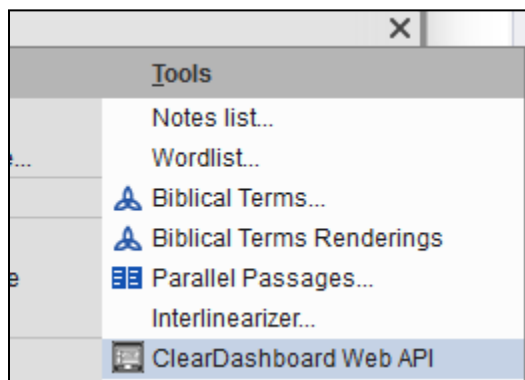 Tools
Notes list...
Wordlist...
Biblical Terms...
Biblical Terms Renderings
Parallel Passages...
Interlinearizer...
ClearDashboard Web API